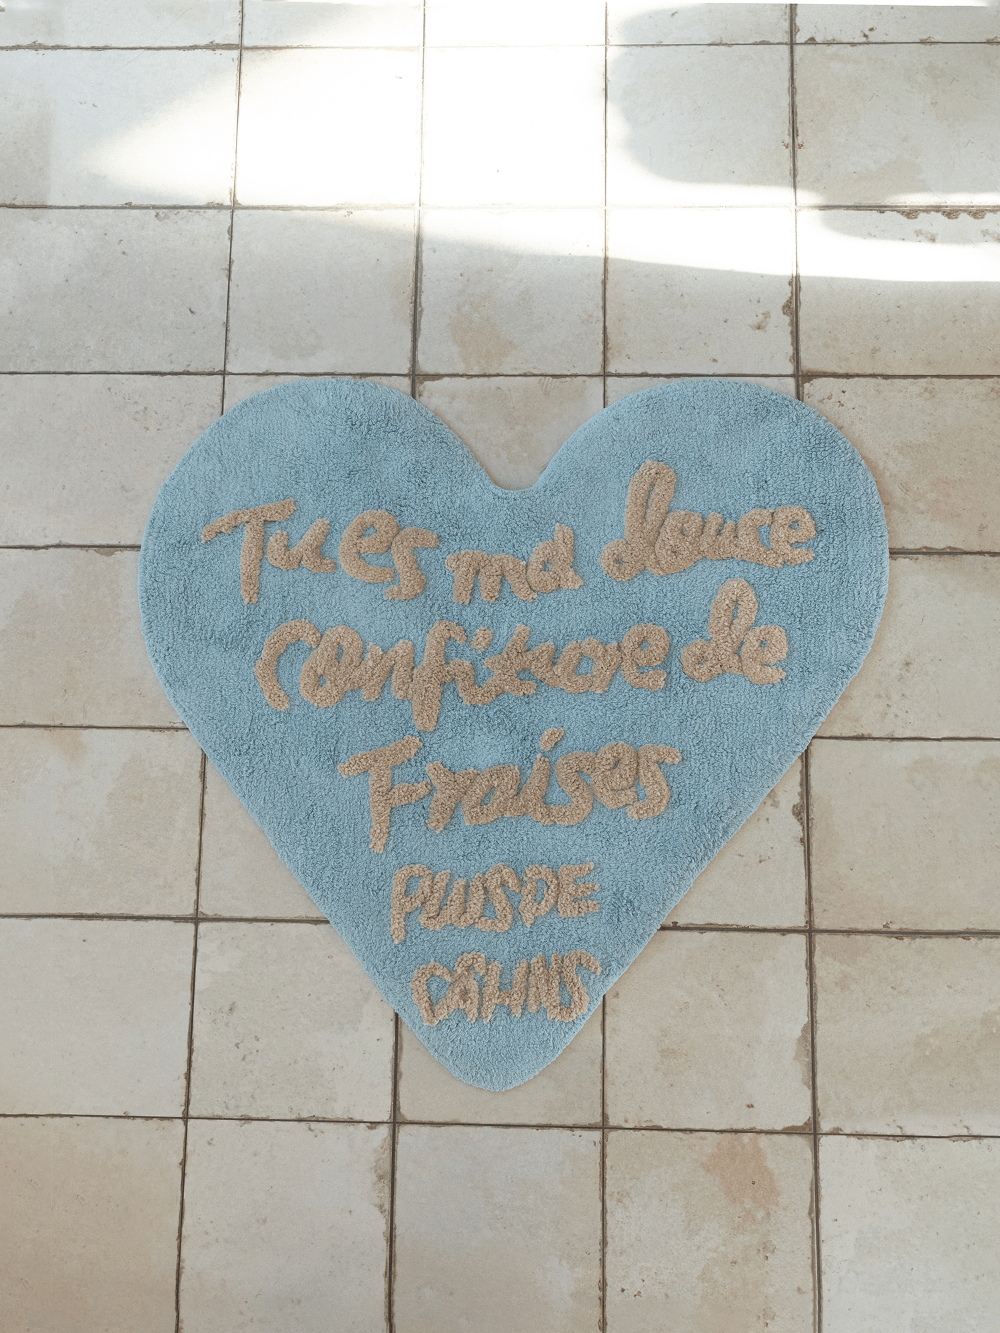 Tu es ma douce
confiture de
Fraises
PLUS DE
CÂLINS